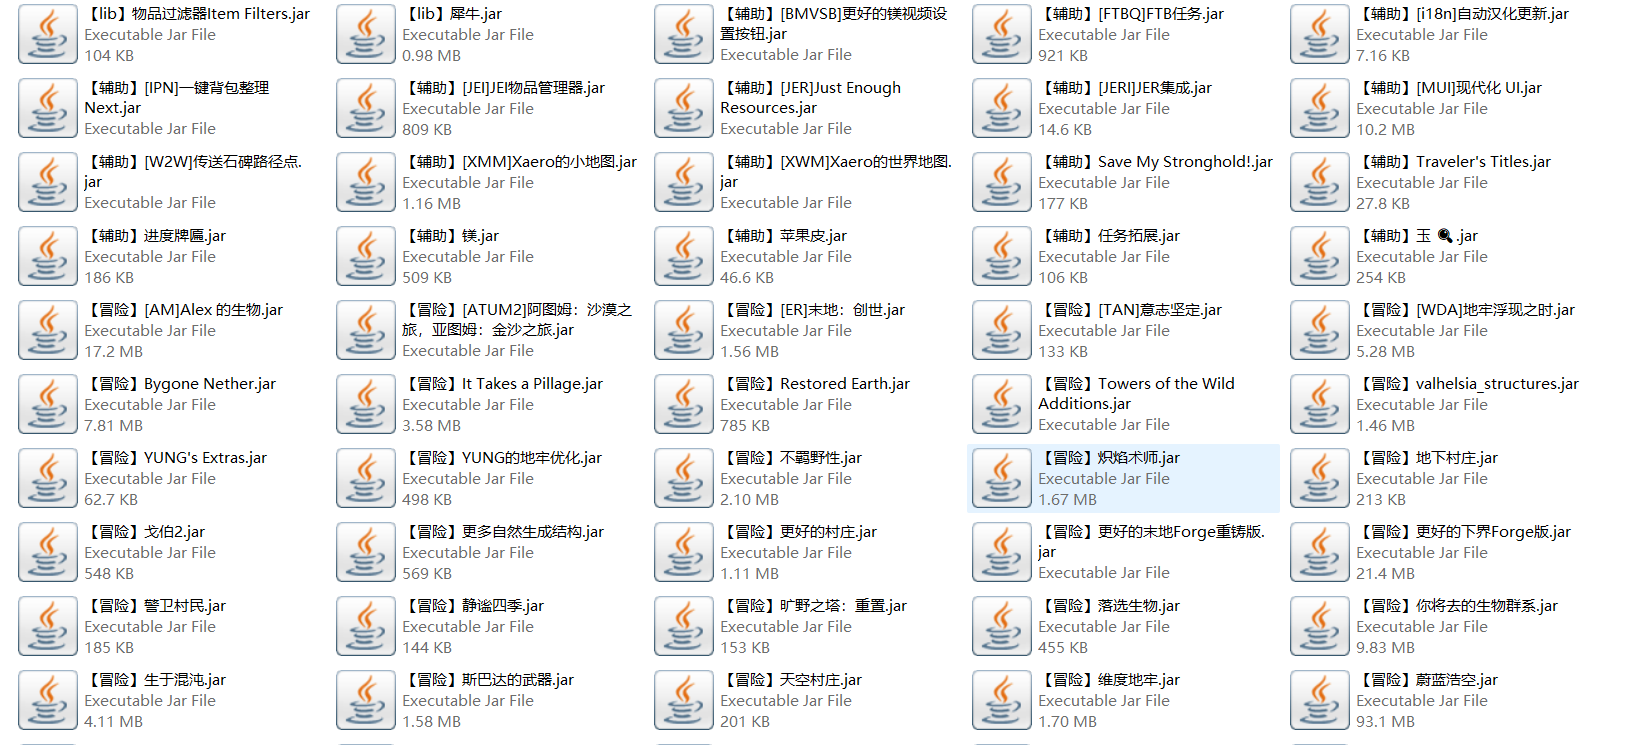 【lib】物品过滤器Item Filters.jar
Executable Jar File
104 KB
【lib】犀牛.jar
Executable Jar File
0.98 MB
【辅助】[BMVSB]更好的镁视频设
置按钮.jar
Executable Jar File
【辅助】[FTBQ]FTB任务.jar
Executable Jar File
921 KB
【辅助】[i18n]自动汉化更新.jar
Executable Jar File
7.16 MB
【辅助】[IPN]一键背包整理
Next.jar
Executable Jar File
【辅助】[JEI]JEI物品管理器.jar
Executable Jar File
809 KB
【辅助】[JER]Just Enough
Resources.jar
Executable Jar File
【辅助】[JERI]JER集成.jar
Executable Jar File
14.6 KB
【辅助】[MUI]现代化 UI.jar
Executable Jar File
10.2 MB
【辅助】[W2W]传送石碑路径点.
jar
Executable Jar File
【辅助】[XMM]Xaero的小地图.jar
Executable Jar File
1.16 MB
【辅助】[XWM]Xaero的世界地图.
jar
Executable Jar File
【辅助】Save My Stronghold!.jar
Executable Jar File
177 KB
【辅助】Traveler's Titles.jar
Executable Jar File
27.8 KB
【辅助】进度牌匾.jar
Executable Jar File
186 KB
【辅助】镁.jar
Executable Jar File
509 KB
【辅助】苹果皮.jar
Executable Jar File
46.6 KB
【辅助】任务拓展.jar
Executable Jar File
106 KB
【辅助】玉 🔍 .jar
Executable Jar File
254 KB
【冒险】[AM]Alex 的生物.jar
Executable Jar File
17.2 MB
【冒险】[ATUM2]阿图姆：沙漠之
旅，亚图姆：金沙之旅.jar
Executable Jar File
【冒险】[ER]末地：创世.jar
Executable Jar File
1.56 MB
【冒险】[TAN]意志坚定.jar
Executable Jar File
133 KB
【冒险】[WDA]地牢浮现之时.jar
Executable Jar File
5.28 MB
【冒险】Bygone Nether.jar
Executable Jar File
7.81 MB
【冒险】It Takes a Pillage.jar
Executable Jar File
3.58 MB
【冒险】Restored Earth.jar
Executable Jar File
785 KB
【冒险】Towers of the Wild
Additions.jar
Executable Jar File
【冒险】valhelsia_structures.jar
Executable Jar File
1.46 MB
【冒险】YUNG's Extras.jar
Executable Jar File
62.7 KB
【冒险】YUNG的地牢优化.jar
Executable Jar File
498 KB
【冒险】不羁野性.jar
Executable Jar File
2.10 MB
【冒险】炽焰术师.jar
Executable Jar File
1.67 MB
【冒险】地下村庄.jar
Executable Jar File
213 KB
【冒险】戈伯2.jar
Executable Jar File
548 KB
【冒险】更多自然生成结构.jar
Executable Jar File
569 KB
【冒险】更好的村庄.jar
Executable Jar File
1.11 MB
【冒险】更好的末地Forge重铸版.
jar
Executable Jar File
【冒险】更好的下界Forge版.jar
Executable Jar File
21.4 MB
【冒险】警卫村民.jar
Executable Jar File
185 KB
【冒险】静谧四季.jar
Executable Jar File
144 KB
【冒险】旷野之塔：重置.jar
Executable Jar File
153 KB
【冒险】落选生物.jar
Executable Jar File
455 KB
【冒险】你将去的生物群系.jar
Executable Jar File
9.83 MB
【冒险】生于混沌.jar
Executable Jar File
4.11 MB
【冒险】斯巴达的武器.jar
Executable Jar File
1.58 MB
【冒险】天空村庄.jar
Executable Jar File
201 KB
【冒险】维度地牢.jar
Executable Jar File
1.70 MB
【冒险】蔚蓝浩空.jar
Executable Jar File
93.1 MB